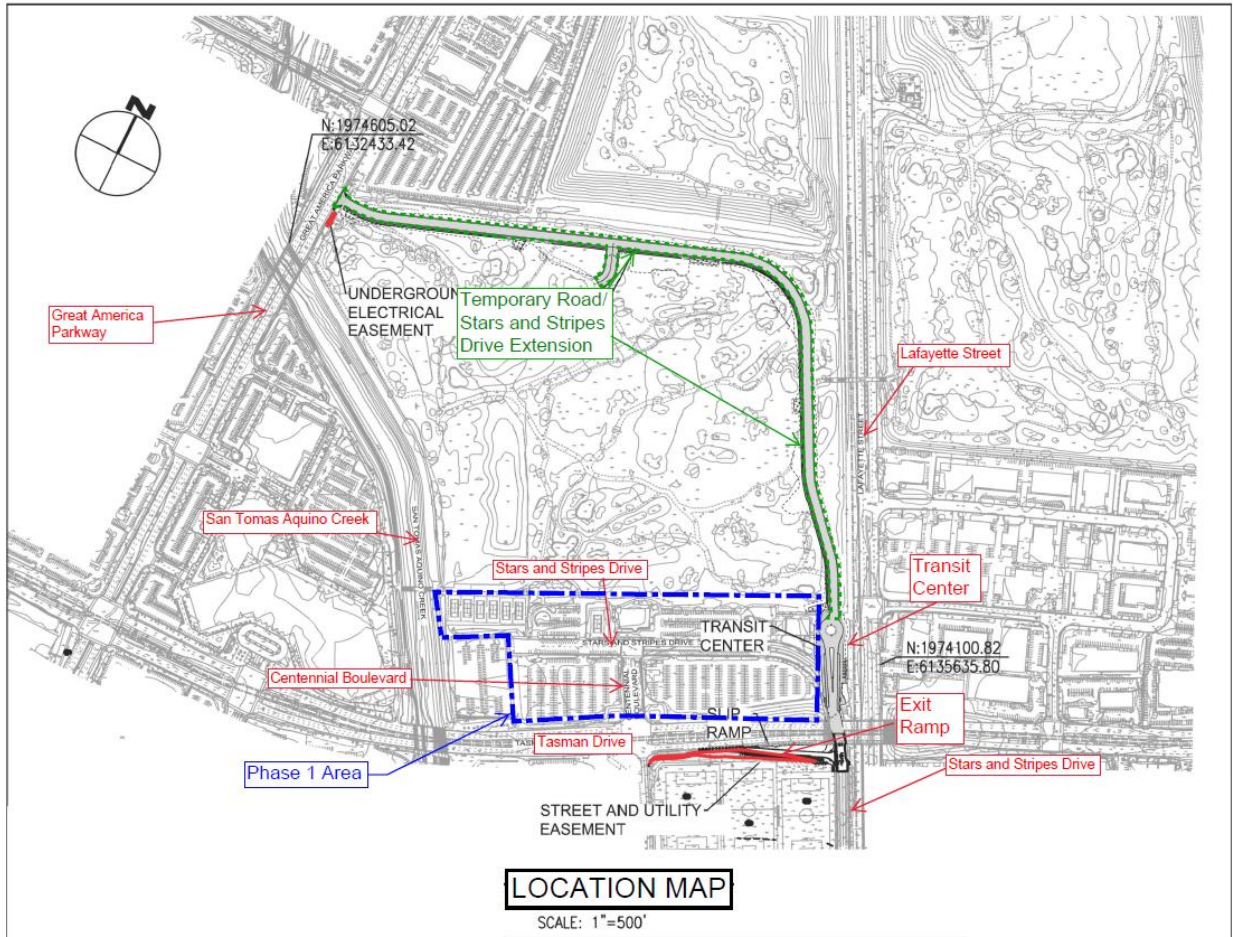 N
N:1974605.02
E:6132433.42
GREAT AMERICA PARKWAY
UNDERGROUN
ELECTRICAL
EASEMENT
Temporary Road/
Stars and Stripes
Drive Extension
Great America
Parkway
Lafayette Street
LAFAYETTE STREET
San Tomas Aquino Creek
SAN TOMAS AQUINO CREEK
Stars and Stripes Drive
Transit
Center
TRANSIT
CENTER
STARS AND STRIPES DRIVE
N:1974100.82
E:6135635.80
Centennial Boulevard
CENTENNIAL
BOULEVARD
SLIP
RAMP
Exit
Ramp
TAS
Tasman Drive
Phase 1 Area
Stars and Stripes Drive
STREET AND UTILITY
EASEMENT
LOCATION MAP
SCALE: 1"=500'